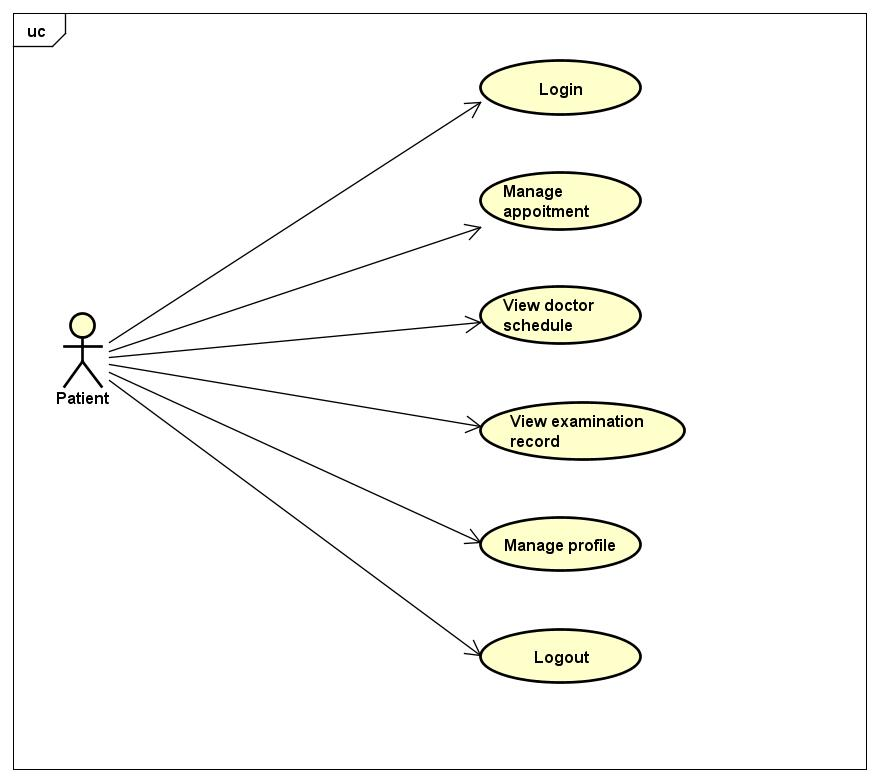 uc
Login
Manage
appoitment
View doctor
schedule
Patient
View examination
record
Manage profile
Logout